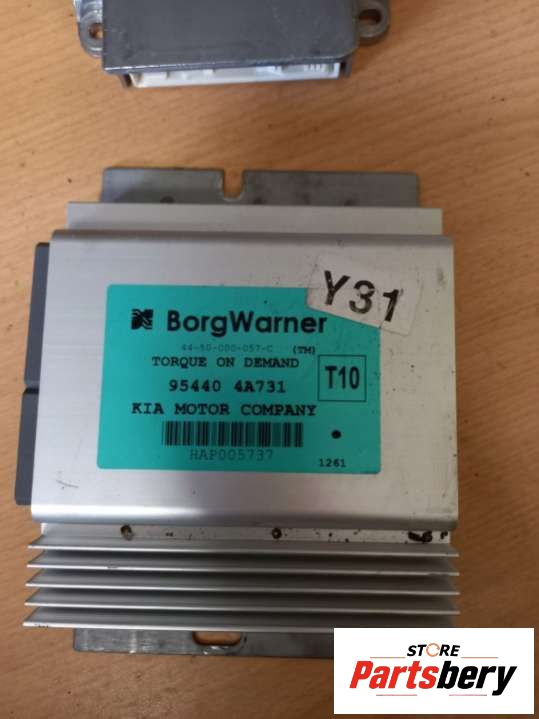 Y31
BorgWarner
44-50-000-057-C (TM)
TORQUE ON DEMAND
T10
95440 4A731
KIA MOTOR COMPANY
HAP005737
1261
STORE
Partsbery